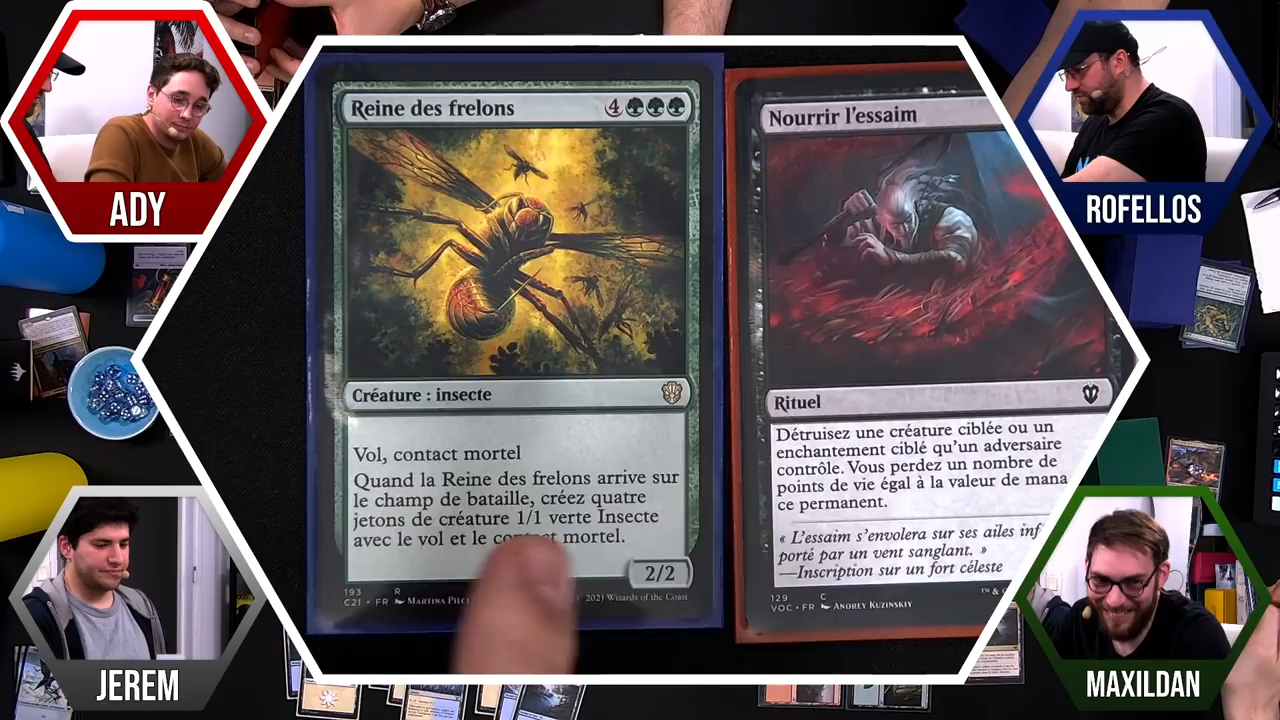 Reine des frelons
4
Créature : insecte
Vol, contact mortel
Quand la Reine des frelons arrive sur
le champ de bataille, créez quatre
jetons de créature 1/1 verte Insecte
avec le vol et le contact mortel.
2/2
193 R
C21 • FR MARTINA
2021 Wizards of the Coast
Nourrir l'essaim
Rituel
Détruisez une créature ciblée ou un
enchantement ciblé qu'un adversaire
contrôle. Vous perdez un nombre de
points de vie égal à la valeur de mana
ce permanent.
« L'essaim s'envolera sur ses ailes
porté par un vent sanglant. »
—Inscription sur un fort céleste
129 C
VOC • FR ANDREY KUZINSKIY
™ &
ADY
ROFELLOS
JEREM
MAXILDAN